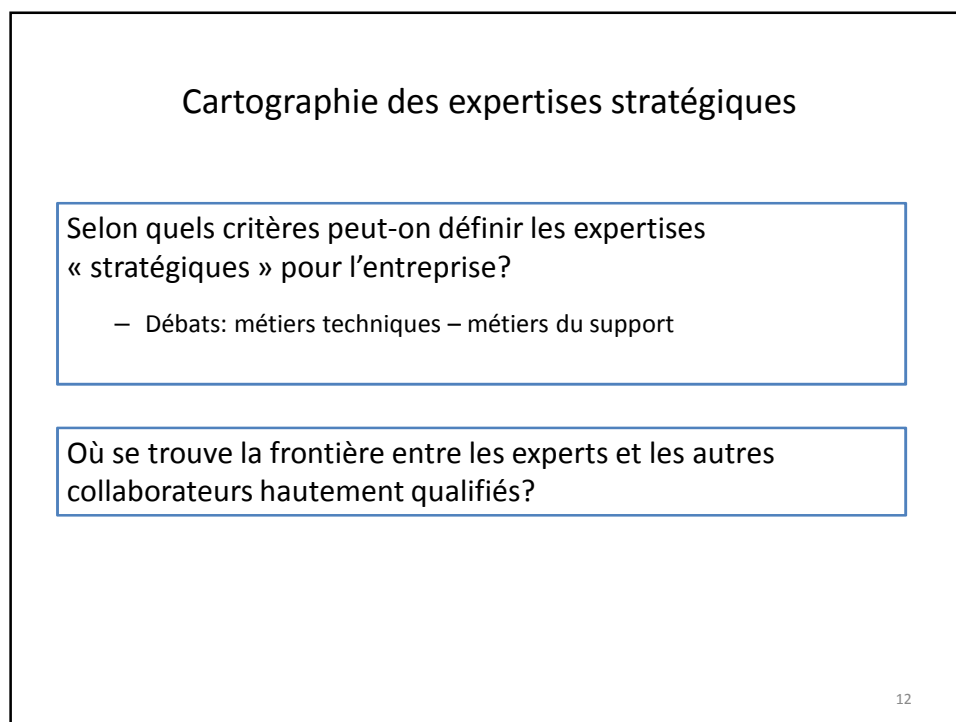 Cartographie des expertises stratégiques
Selon quels critères peut-on définir les expertises
« stratégiques » pour l’entreprise?
– Débats: métiers techniques – métiers du support
Où se trouve la frontière entre les experts et les autres
collaborateurs hautement qualifiés?
12